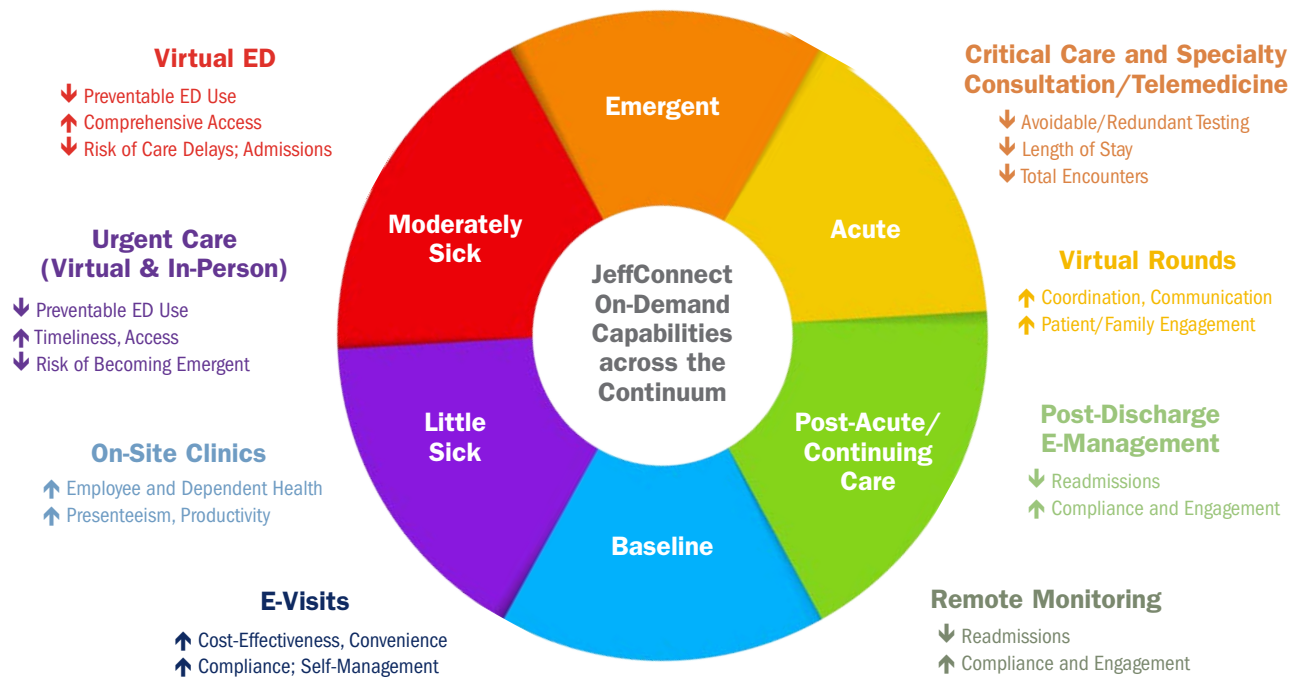 Virtual ED
↓ Preventable ED Use
↑ Comprehensive Access
↓ Risk of Care Delays; Admissions
Urgent Care
(Virtual & In-Person)
↓ Preventable ED Use
↑ Timeliness, Access
↓ Risk of Becoming Emergent
On-Site Clinics
↑ Employee and Dependent Health
↑ Presenteeism, Productivity
E-Visits
↑ Cost-Effectiveness, Convenience
↑ Compliance; Self-Management
Emergent
Moderately
Sick
Acute
JeffConnect
On-Demand
Capabilities
across the
Continuum
Little
Sick
Post-Acute/
Continuing
Care
Baseline
Critical Care and Specialty
Consultation/Telemedicine
↓ Avoidable/Redundant Testing
↓ Length of Stay
↓ Total Encounters
Virtual Rounds
↑ Coordination, Communication
↑ Patient/Family Engagement
Post-Discharge
E-Management
↓ Readmissions
↑ Compliance and Engagement
Remote Monitoring
↓ Readmissions
↑ Compliance and Engagement